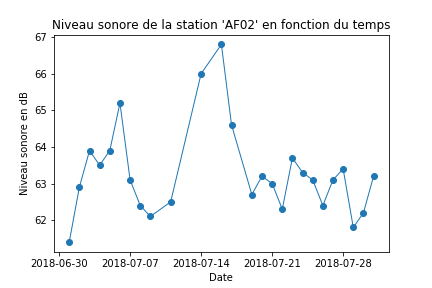 Niveau sonore de la station 'AF02' en fonction du temps
67
66
65
64
63
62
Niveau sonore en dB
2018-06-30 2018-07-07 2018-07-14 2018-07-21 2018-07-28
Date